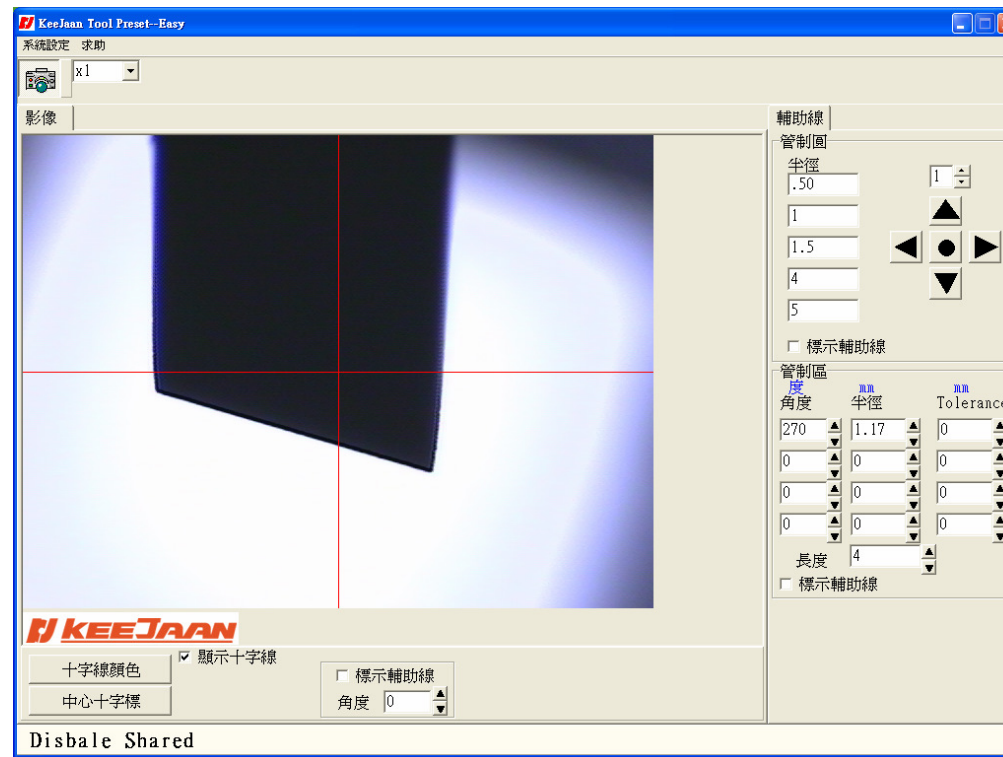 KeeJaan Tool Preset--Easy
系統設定 求助
x1
影像
輔助線
管制圓
半徑
.50
1
1
1.5
4
5
標示輔助線
管制區
度 mm mm
角度 半徑 Tolerance
270 1.17 0
0 0 0
0 0 0
0 0 0
長度 4
標示輔助線
KEEJAAN
十字線顏色
顯示十字線
中心十字標
標示輔助線
角度 0
Disbale Shared